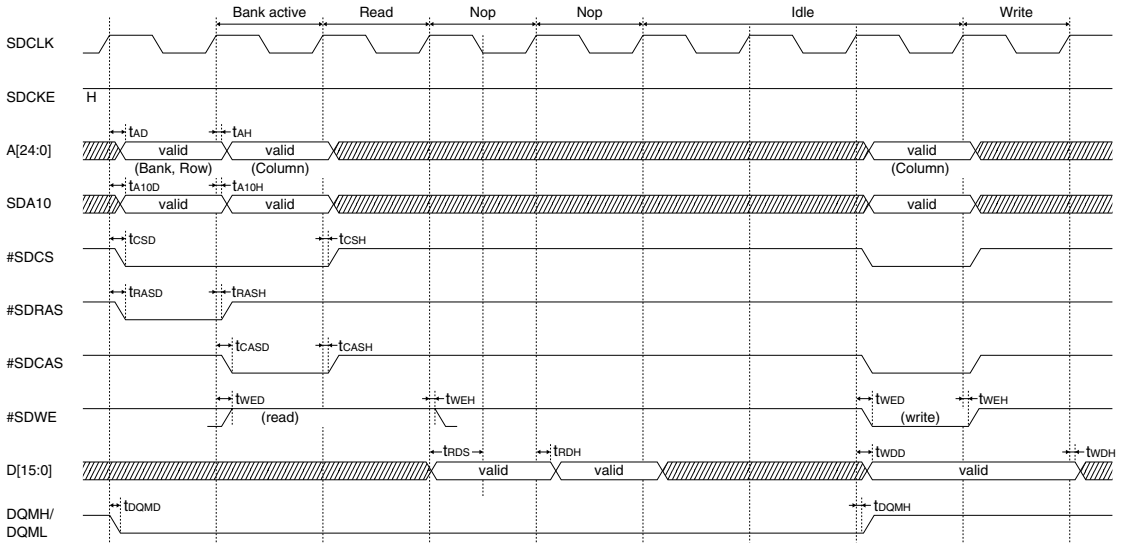 Bank active Read Nop Nop Idle Write
SDCLK
SDCKE H
tAD tAH
A[24:0] valid valid valid
(Bank, Row) (Column) (Column)
tA10D tA10H
SDA10 valid valid valid
tCSD tCSH
#SDCS
tRASD tRASH
#SDRAS
tCASD tCASH
#SDCAS
tWED tWEH tWED tWEH
#SDWE (read) (write)
tRDS tRDH tWDD tWDH
D[15:0] valid valid valid
tDQMD tDQMH
DQMH/
DQML